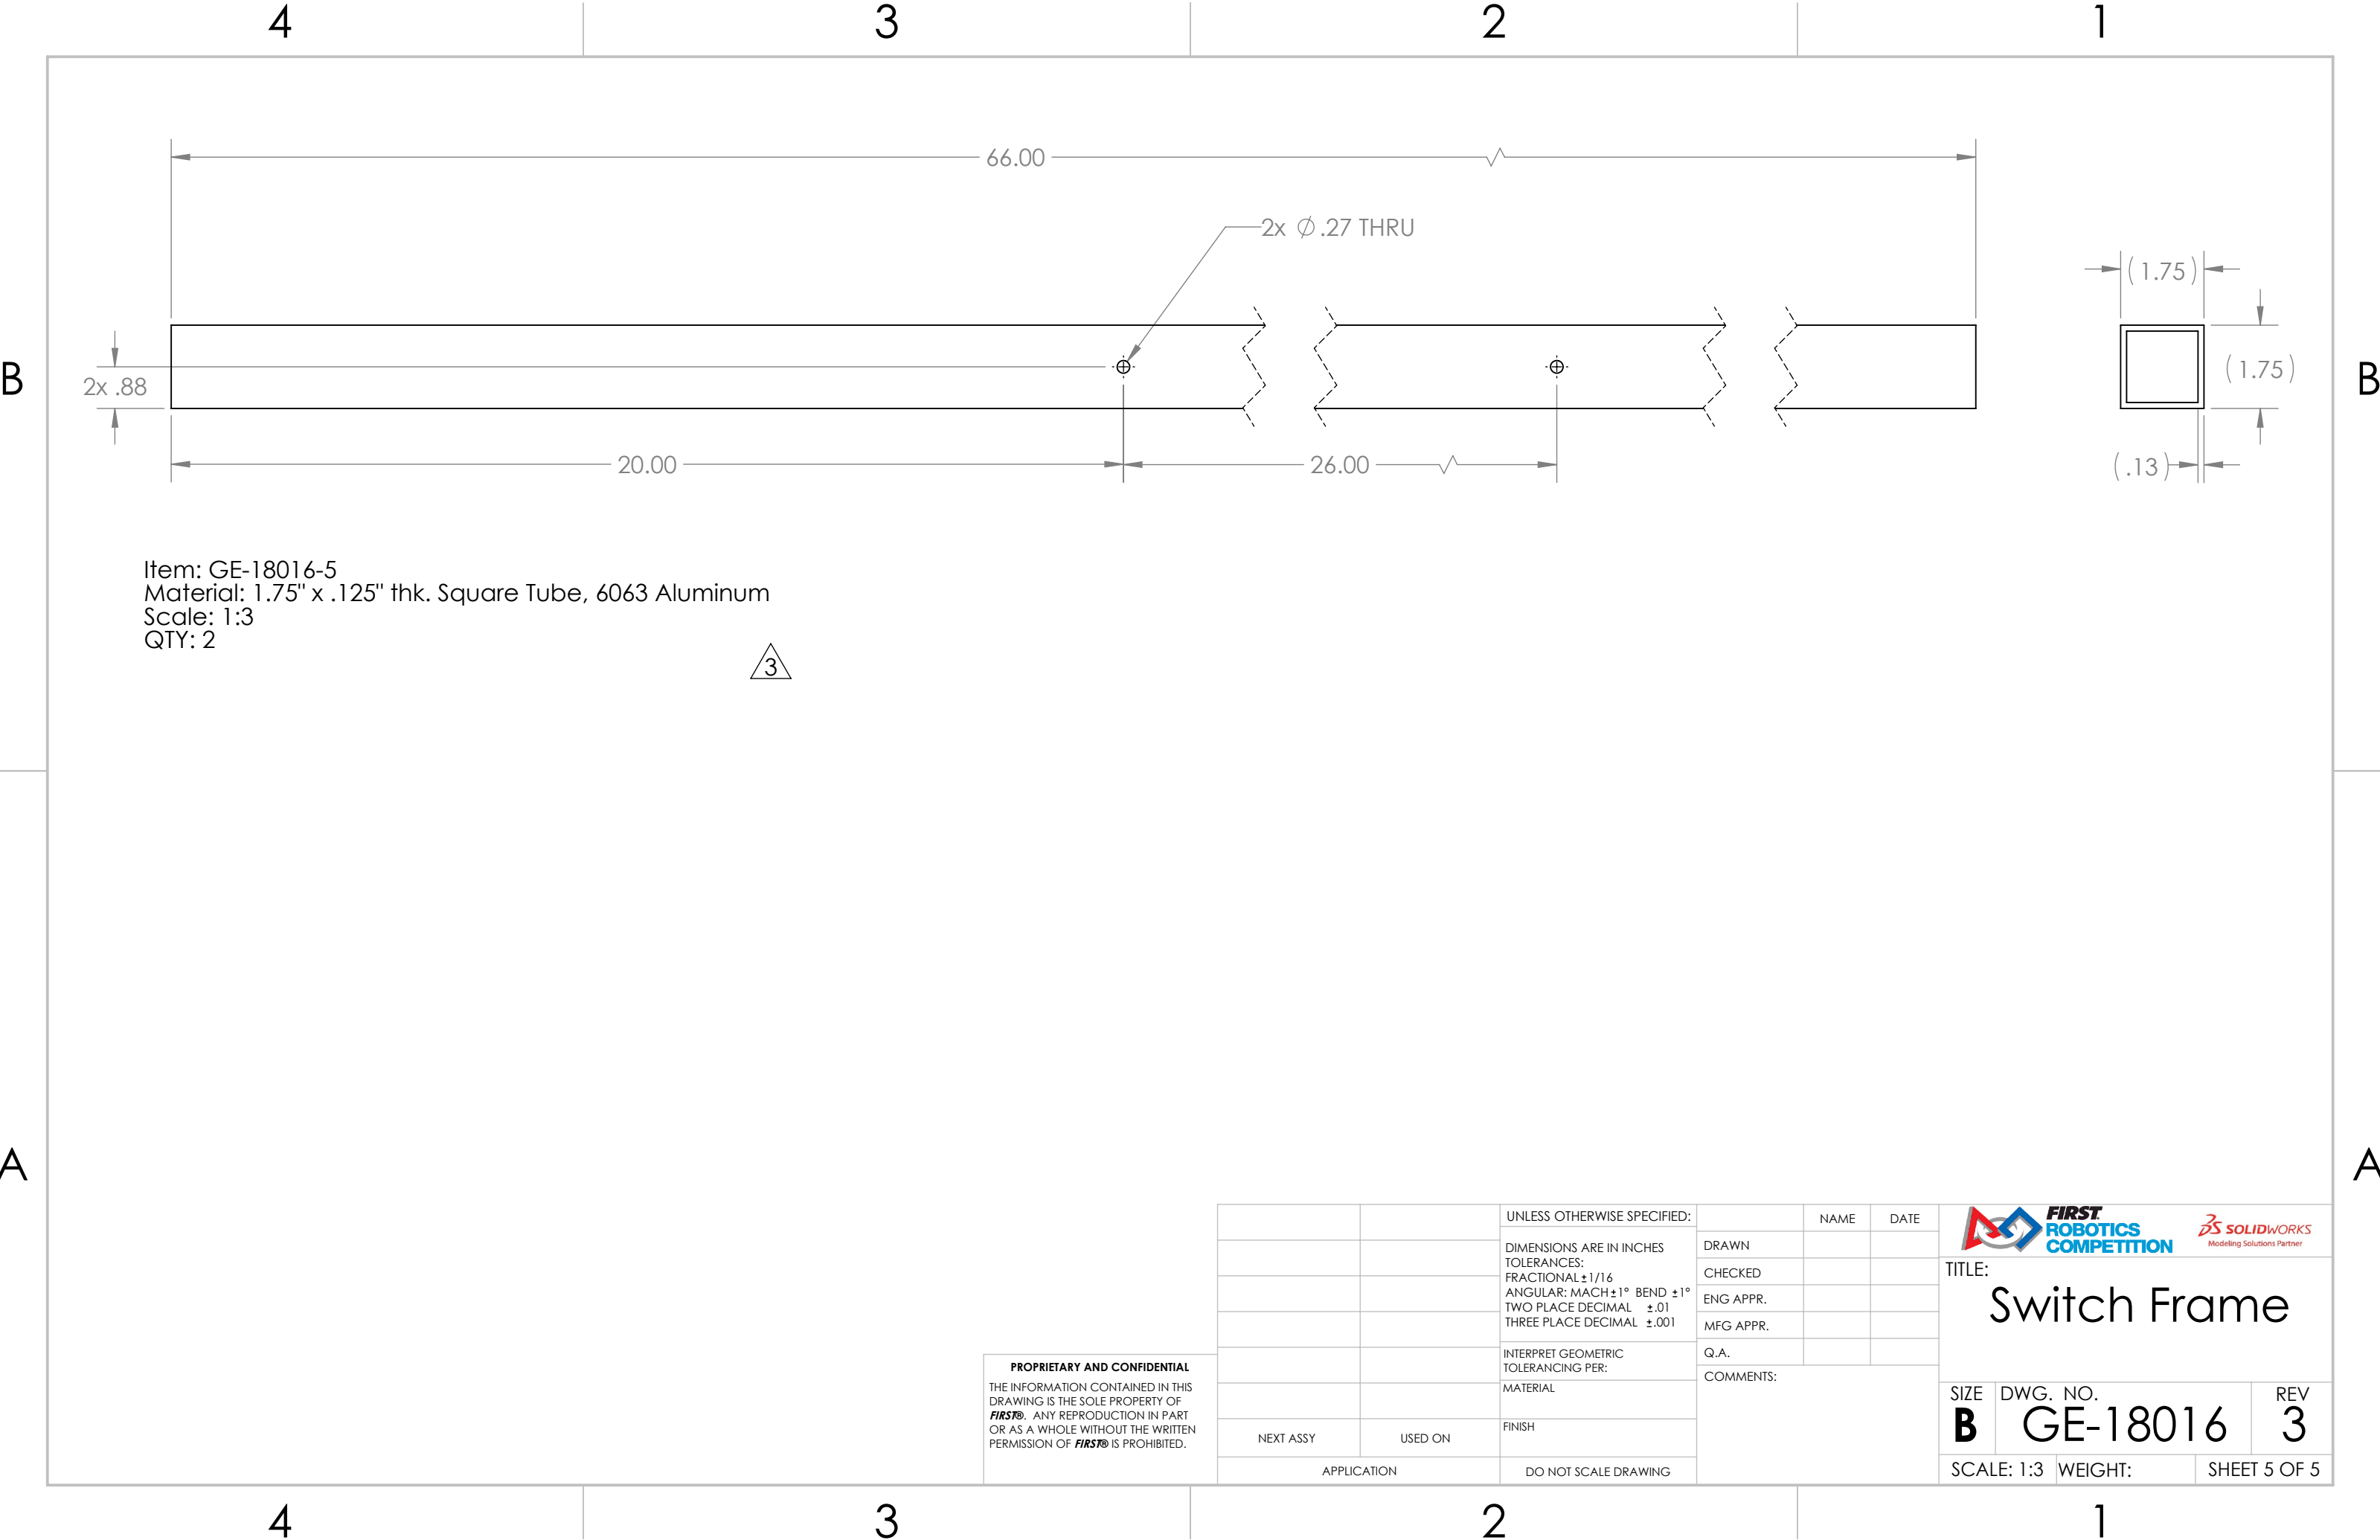 4 3 2 1
66.00
2x ∅ .27 THRU
( 1.75 )
B
2x .88
( 1.75 )
B
20.00
26.00
( .13 )
Item: GE-18016-5
Material: 1.75" x .125" thk. Square Tube, 6063 Aluminum
Scale: 1:3
QTY: 2
3
A
A
PROPRIETARY AND CONFIDENTIAL
THE INFORMATION CONTAINED IN THIS
DRAWING IS THE SOLE PROPERTY OF
FIRST®. ANY REPRODUCTION IN PART
OR AS A WHOLE WITHOUT THE WRITTEN
PERMISSION OF FIRST® IS PROHIBITED.
NEXT ASSY
USED ON
APPLICATION
UNLESS OTHERWISE SPECIFIED:
DIMENSIONS ARE IN INCHES
TOLERANCES:
FRACTIONAL ± 1/16
ANGULAR: MACH ± 1° BEND ± 1°
TWO PLACE DECIMAL ± .01
THREE PLACE DECIMAL ± .001
INTERPRET GEOMETRIC
TOLERANCING PER:
MATERIAL
FINISH
DO NOT SCALE DRAWING
NAME
DATE
DRAWN
CHECKED
ENG APPR.
MFG APPR.
Q.A.
COMMENTS:
FIRST
ROBOTICS
COMPETITION
SOLIDWORKS
Modeling Solutions Partner
TITLE:
Switch Frame
SIZE
B
DWG. NO.
GE-18016
REV
3
SCALE: 1:3
WEIGHT:
SHEET 5 OF 5
4 3 2 1